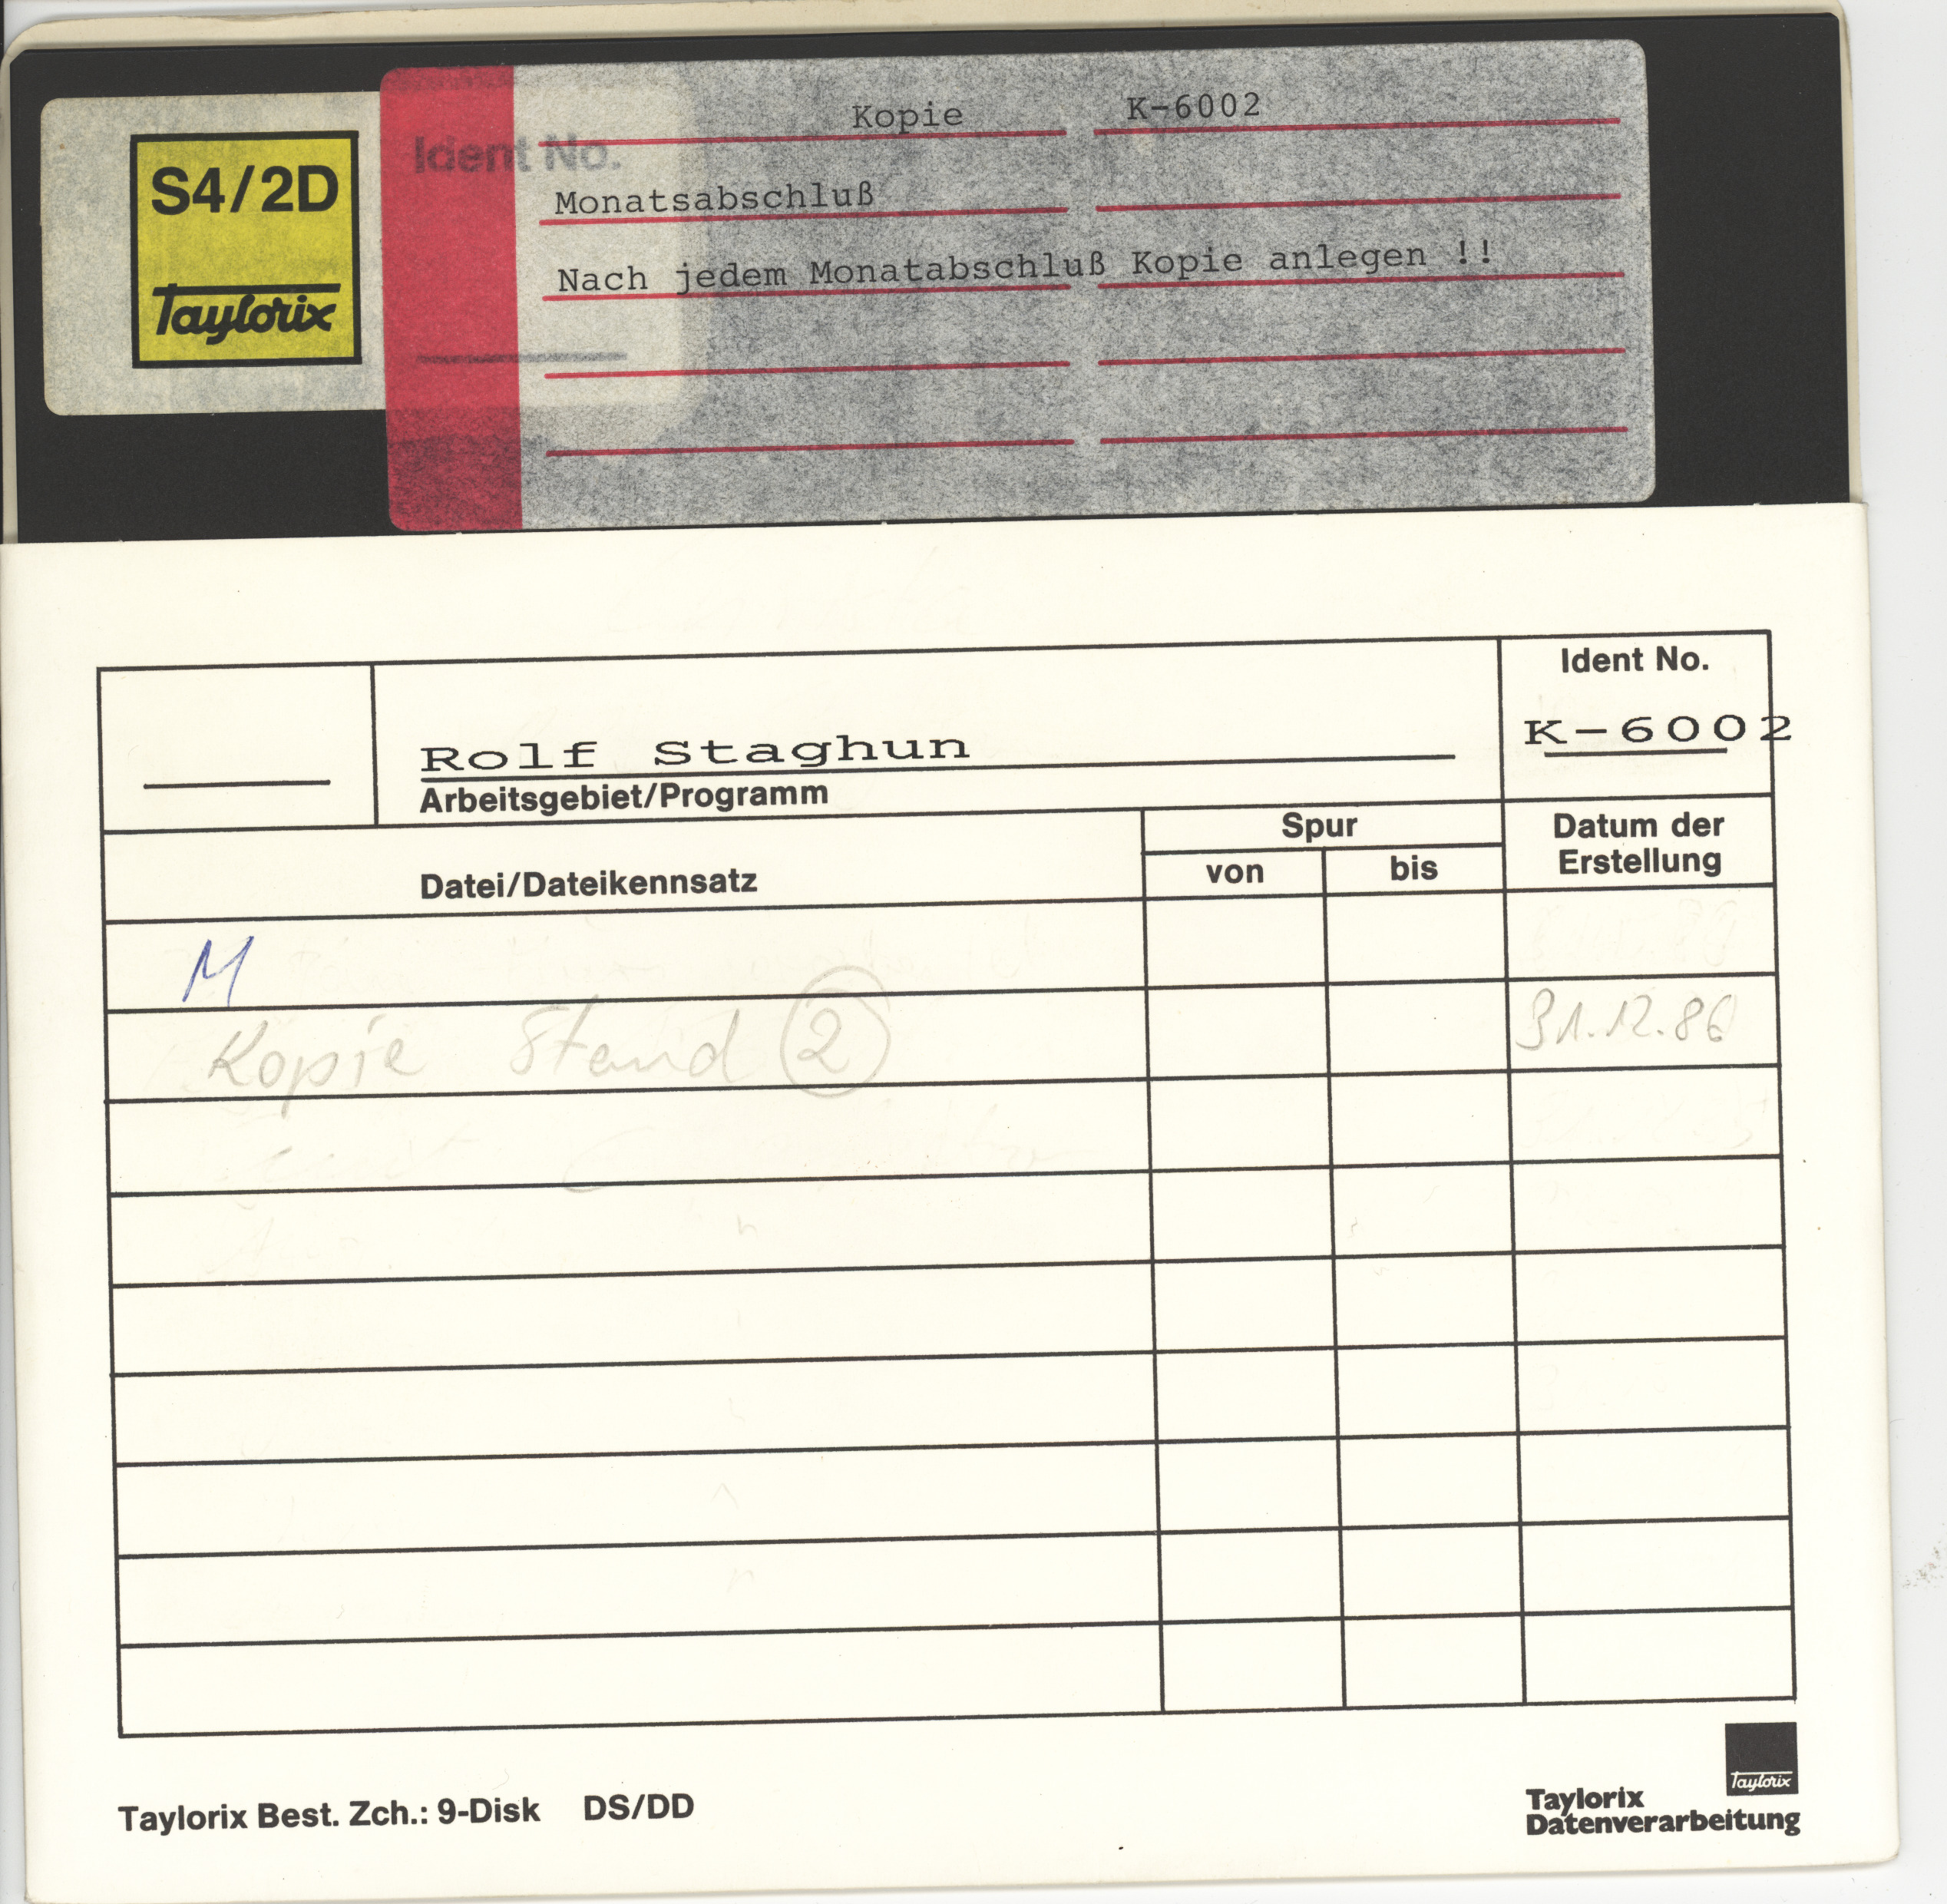 S4/2D
Taylorix
Ident No.
Kopie K-6002
Monatsabschluß
Nach jedem Monatabschluß Kopie anlegen !!
Ident No.
K-6002
Rolf Staghun
Arbeitsgebiet/Programm
Spur
Datum der
Erstellung
Datei/Dateikennsatz
von bis
M
Kopie Stand 2 31.12.86
Taylorix Best. Zch.: 9-Disk DS/DD
Taylorix
Taylorix
Datenverarbeitung